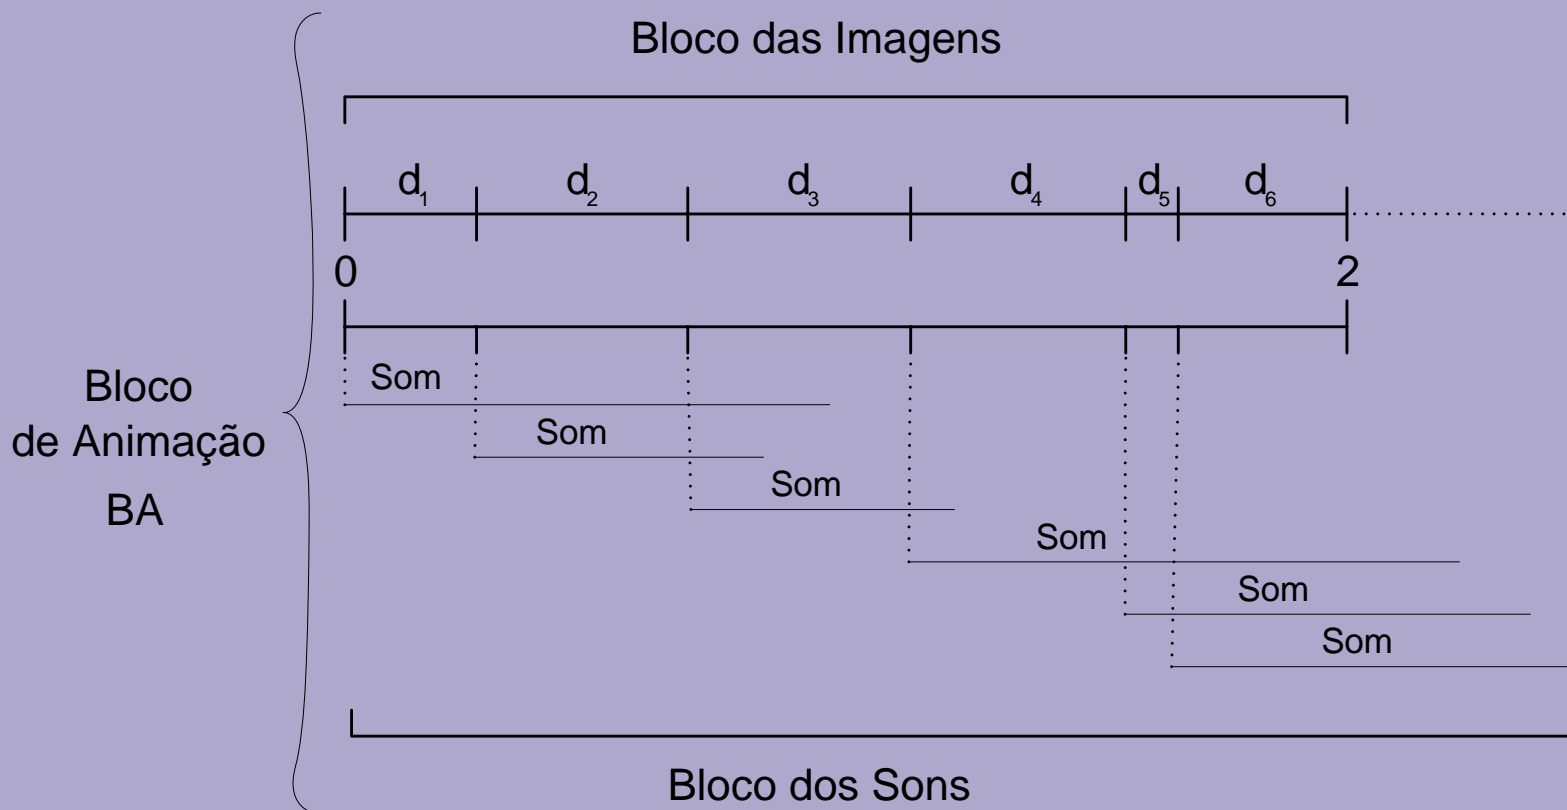 Bloco das Imagens
d1 d2 d3 d4 d5 d6
0 2
Som
Som
Som
Som
Som
Som
Bloco
de Animação
BA
Bloco dos Sons